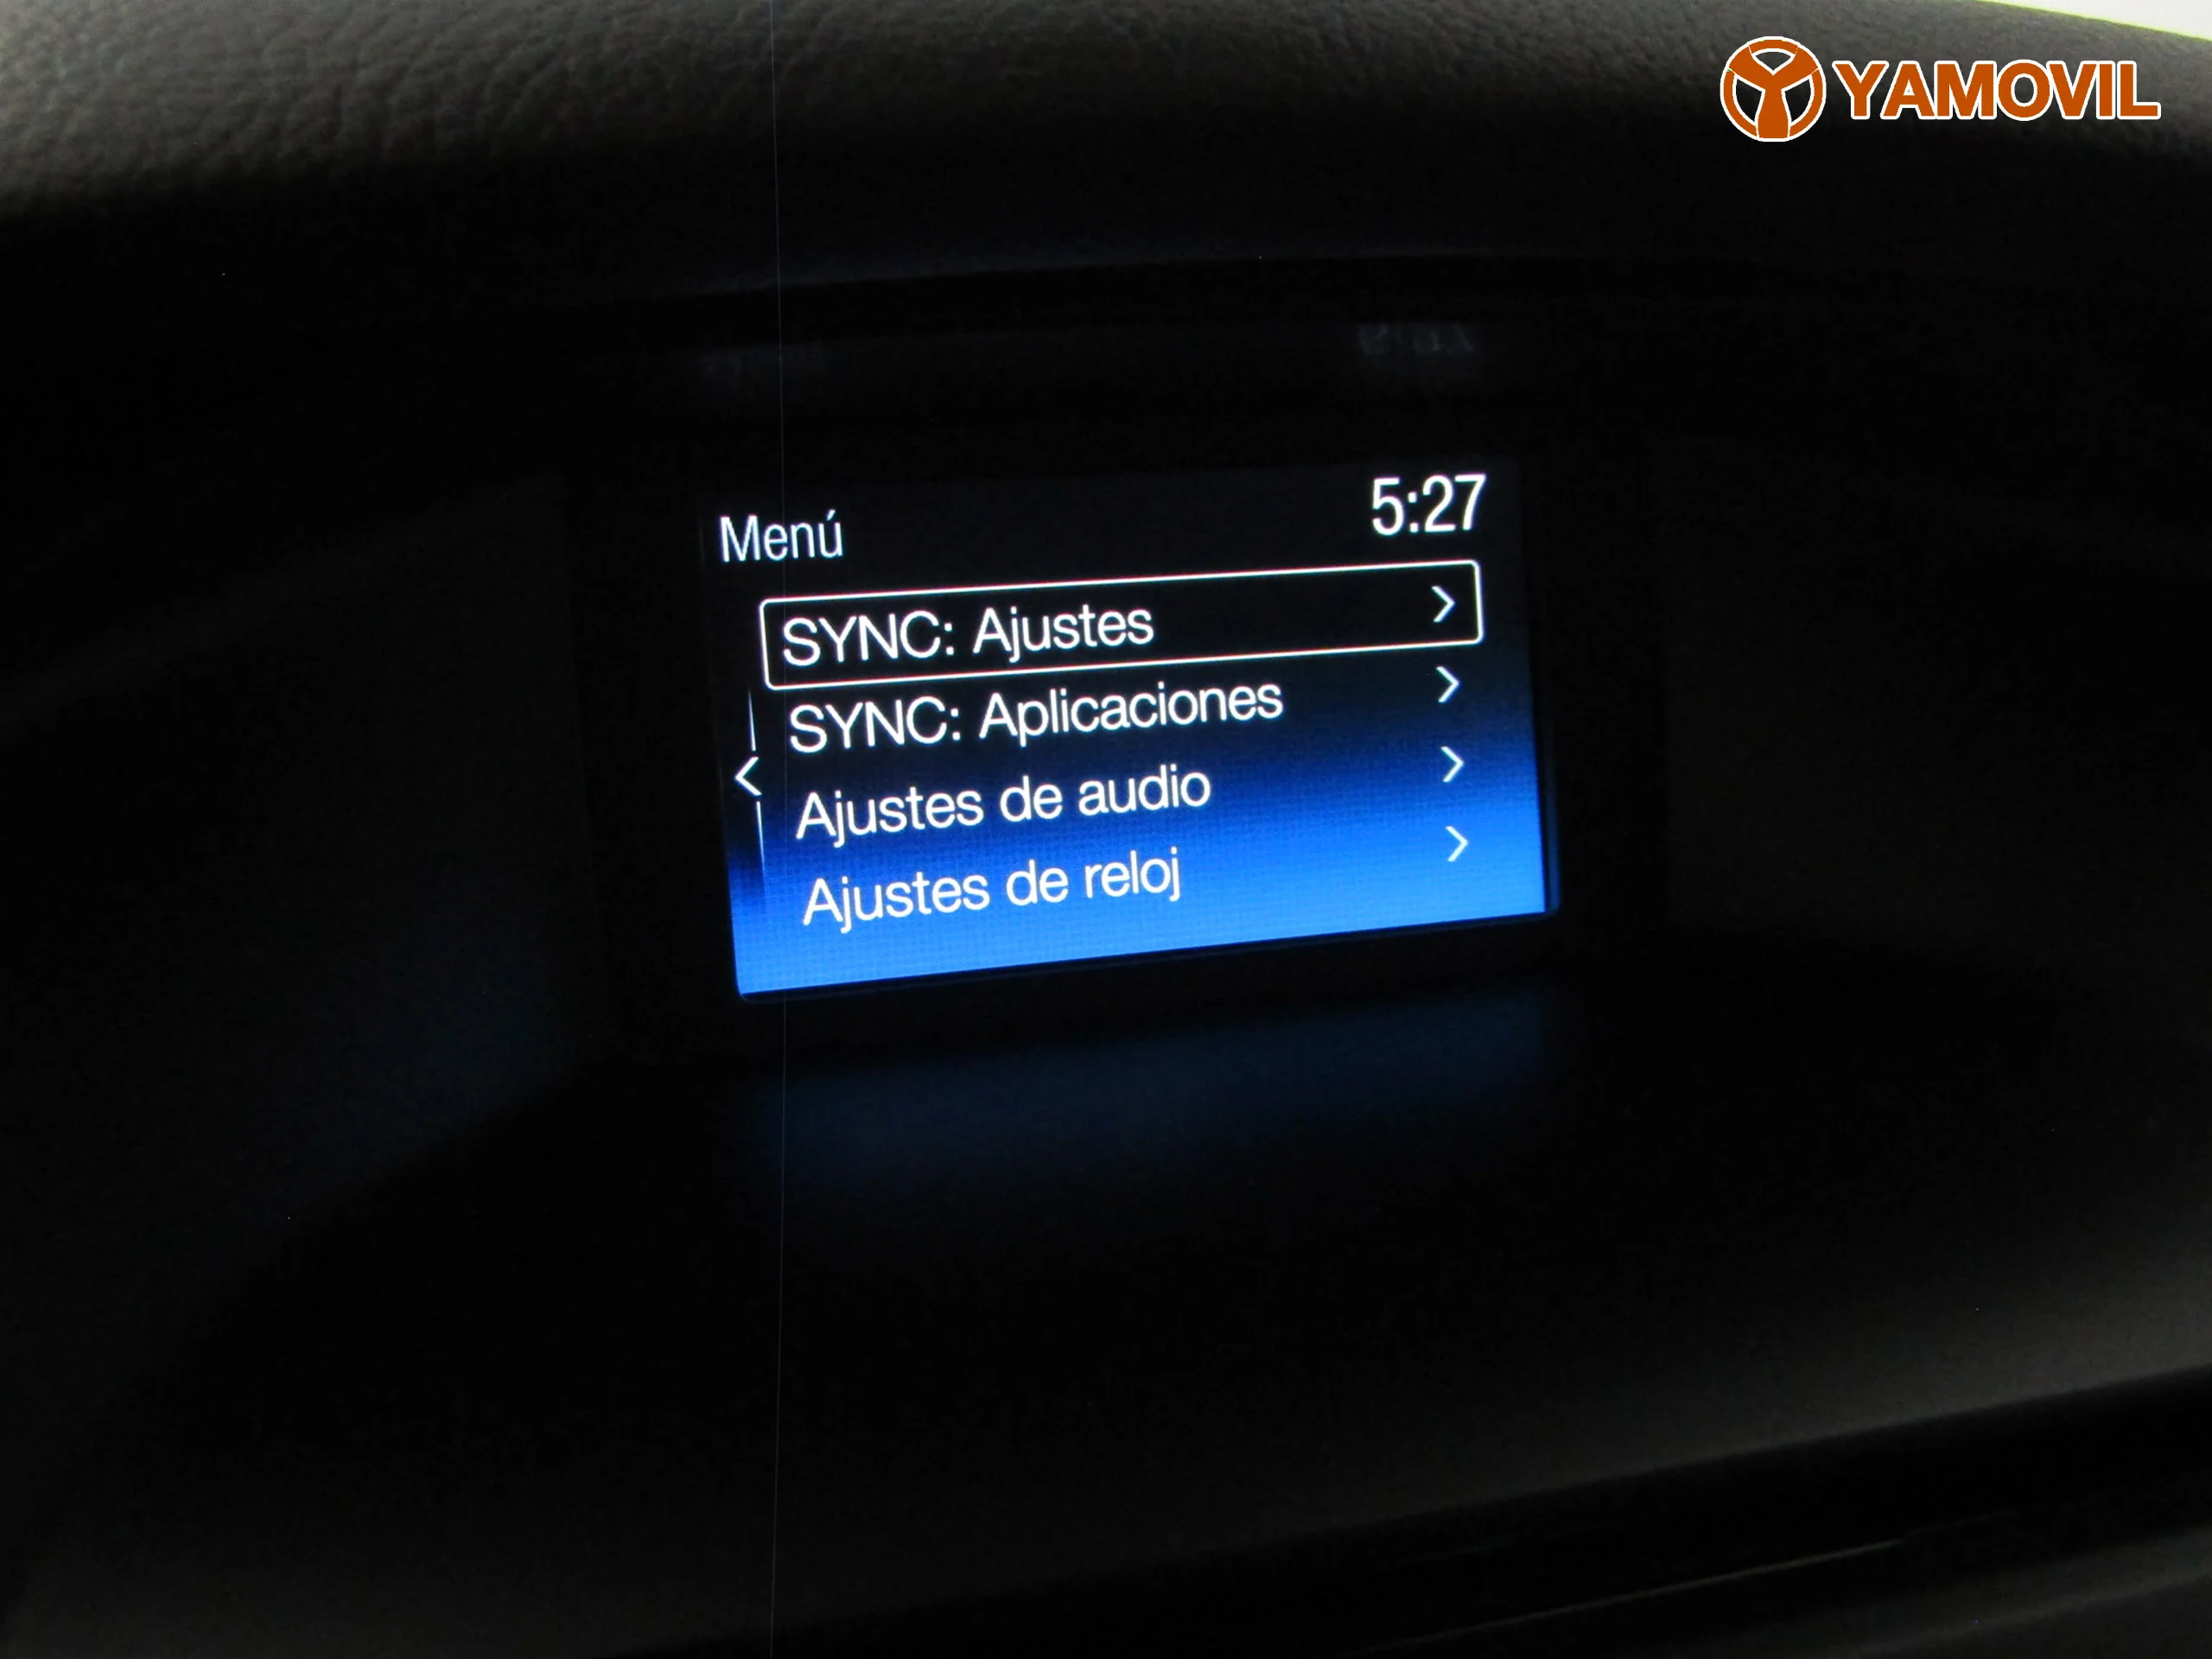 YAMOVIL
Menú
5:27
SYNC: Ajustes
SYNC: Aplicaciones
Ajustes de audio
Ajustes de reloj